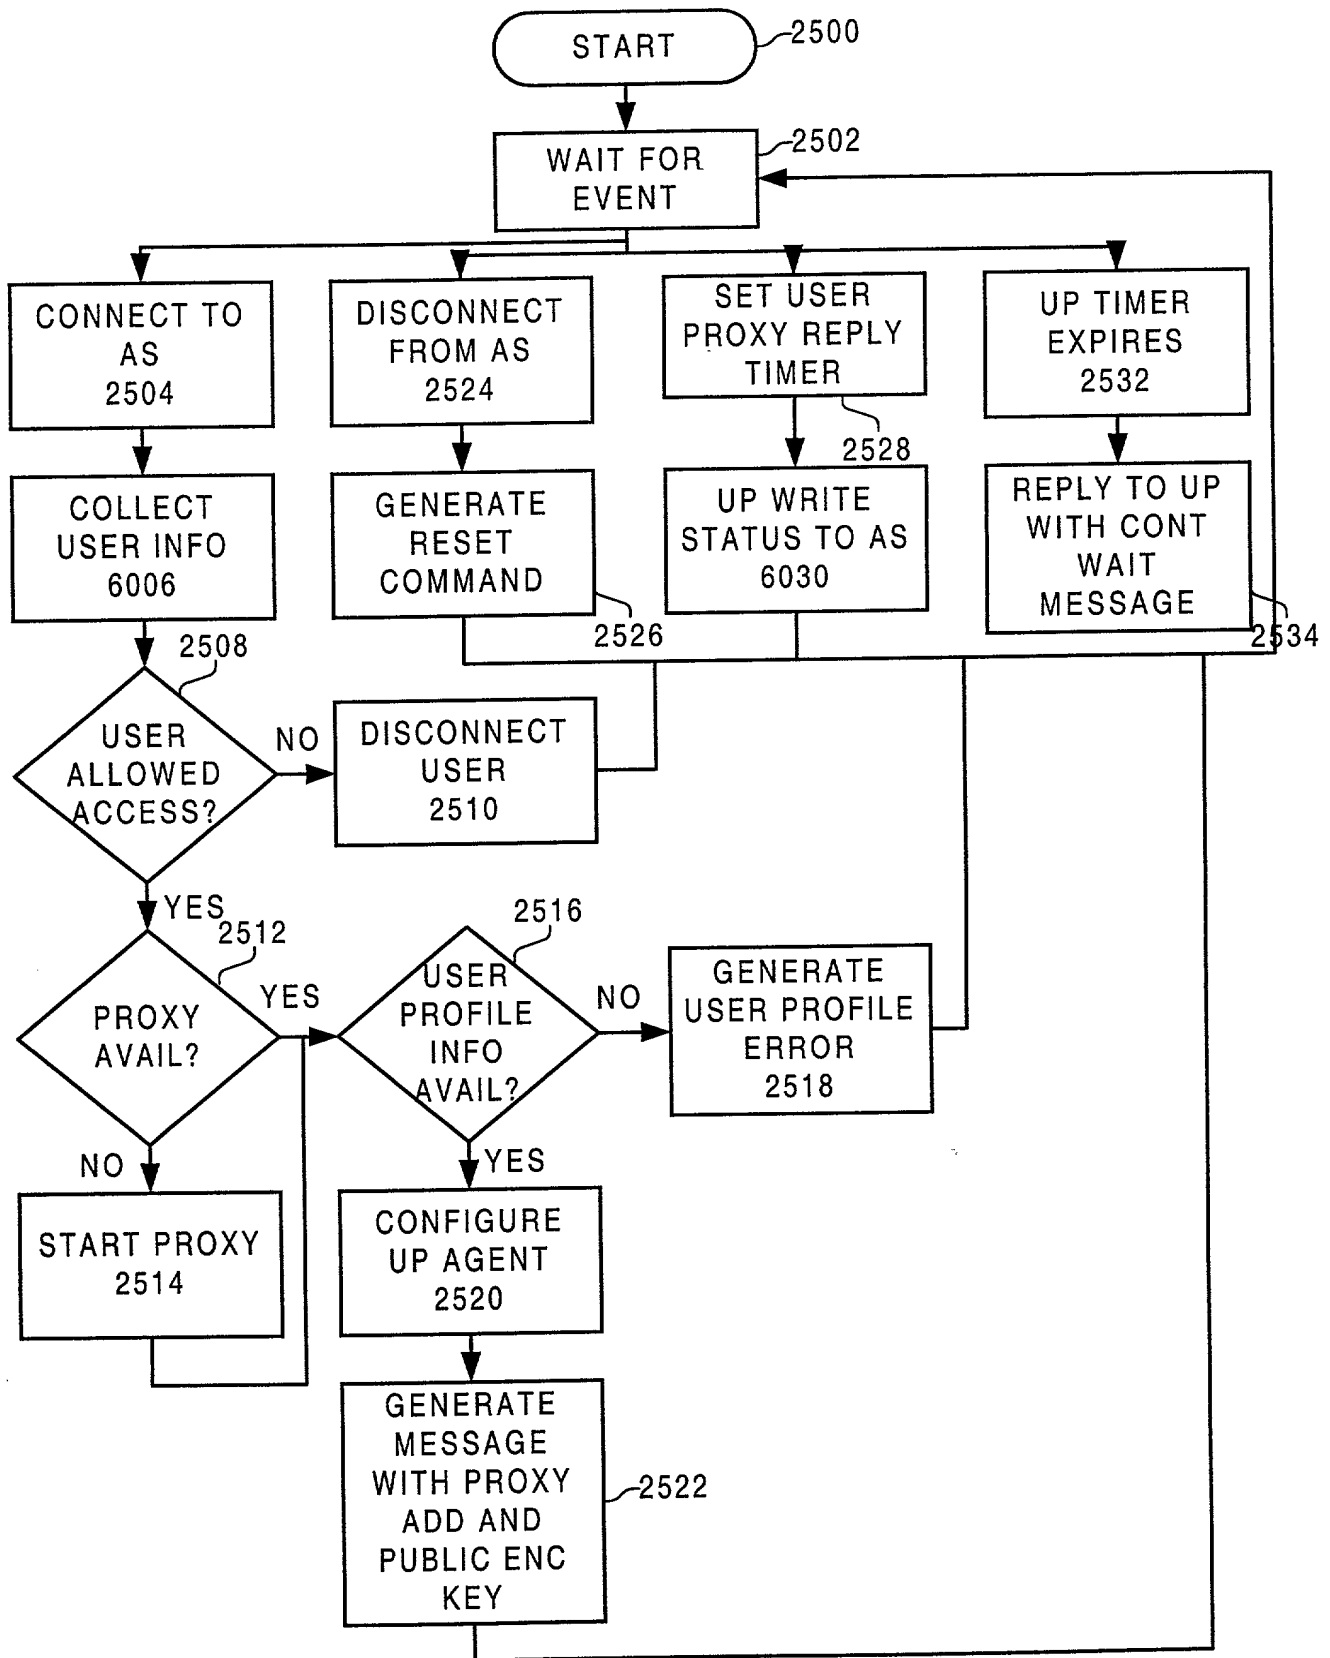 START
2500
WAIT FOR
EVENT
2502
CONNECT TO
AS
2504
DISCONNECT
FROM AS
2524
SET USER
PROXY REPLY
TIMER
2528
UP TIMER
EXPIRES
2532
COLLECT
USER INFO
6006
GENERATE
RESET
COMMAND
2526
UP WRITE
STATUS TO AS
6030
REPLY TO UP
WITH CONT
WAIT
MESSAGE
2534
2508
USER
ALLOWED
ACCESS?
NO
DISCONNECT
USER
2510
YES
2512
PROXY
AVAIL?
YES
2516
USER
PROFILE
INFO
AVAIL?
NO
GENERATE
USER PROFILE
ERROR
2518
NO
START PROXY
2514
YES
CONFIGURE
UP AGENT
2520
GENERATE
MESSAGE
WITH PROXY
ADD AND
PUBLIC ENC
KEY
2522